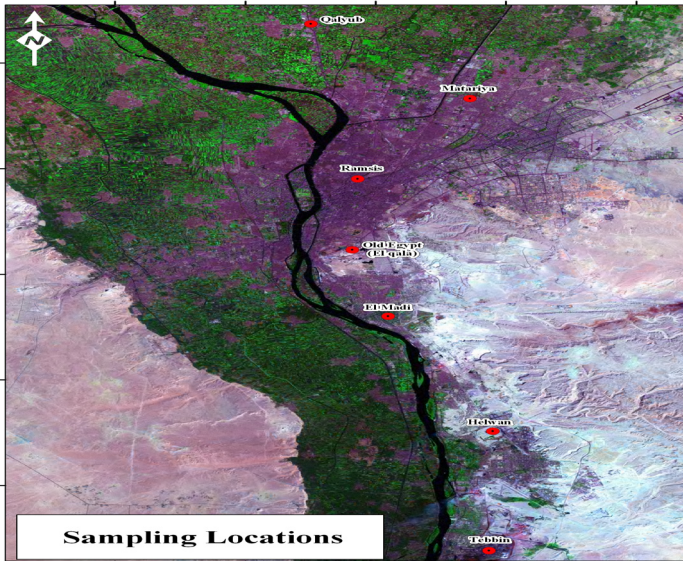 N
Qalyub
Matariya
Ramsis
Old Egypt
(El qala)
El Madi
Helwan
Tebbin
Sampling Locations